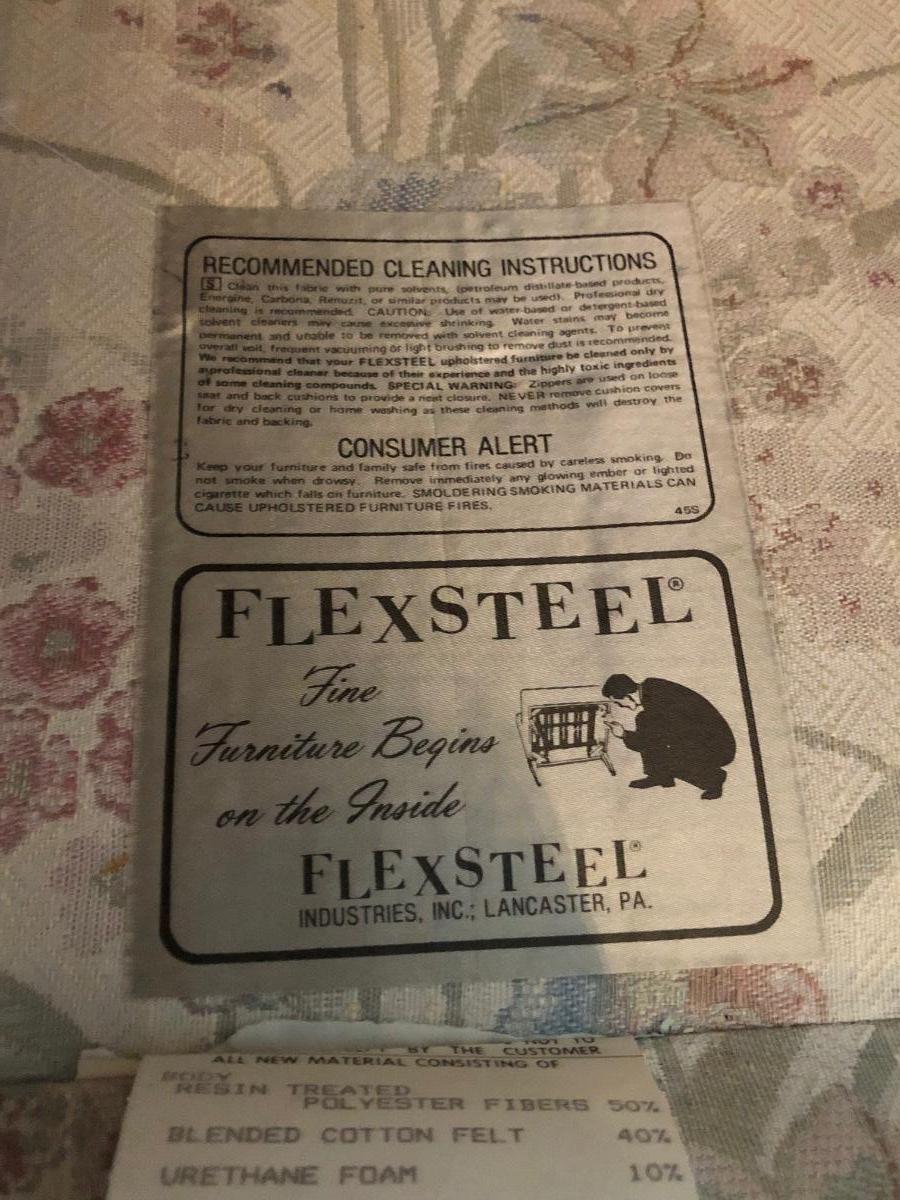 RECOMMENDED CLEANING INSTRUCTIONS
S Clean this fabric with pure solvents, (petroleum distillate-based products,
Energine, Carbona, Renuzit, or similar products may be used). Professional dry
cleaning is recommended. CAUTION: Use of water-based or detergent-based
solvent cleaners may cause excessive shrinking. Water stains may become
permanent and unable to be removed with solvent cleaning agents. To prevent
overall soil, frequent vacuuming or light brushing to remove dust is recommended.
We recommend that your FLEXSTEEL upholstered furniture be cleaned only by
a professional cleaner because of their experience and the highly toxic ingredients
of some cleaning compounds. SPECIAL WARNING: Zippers are used on loose
seat and back cushions to provide a neat closure. NEVER remove cushion covers
for dry cleaning or home washing as these cleaning methods will destroy the
fabric and backing.
CONSUMER ALERT
Keep your furniture and family safe from fires caused by careless smoking. Do
not smoke when drowsy. Remove immediately any glowing ember or lighted
cigarette which falls on furniture. SMOLDERING SMOKING MATERIALS CAN
CAUSE UPHOLSTERED FURNITURE FIRES.
45S
FLEXSTEEL®
Fine
Furniture Begins
on the Inside
FLEXSTEEL®
INDUSTRIES, INC.; LANCASTER, PA.
NOT TO
BY THE CUSTOMER
ALL NEW MATERIAL CONSISTING OF
BODY
RESIN TREATED
POLYESTER FIBERS 50%
BLENDED COTTON FELT 40%
URETHANE FOAM 10%